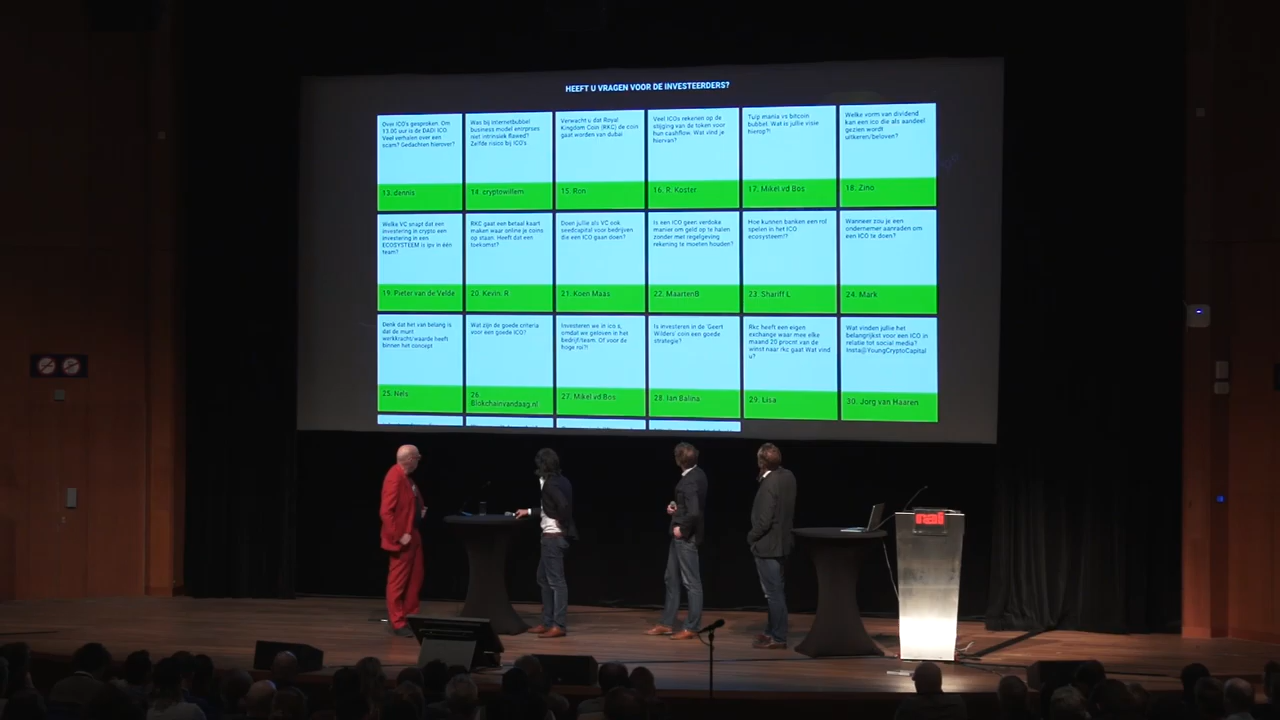 HEEFT U VRAGEN VOOR DE INVESTEERDERS?
Over ICO's gesproken. Om
13.00 uur is de DADI ICO.
Veel verhalen over een
scam? Gedachten hierover?
13. dennis
Was bij internetbubbel
business model enirprses
niet intrinsiek flawed?
Zelfde risico bij ICO's
14. cryptowillem
Verwacht u dat Royal
Kingdom Coin (RKC) de coin
gaat worden van dubai
15. Ron
Veel ICOs rekenen op de
stijging van de token voor
hun cashflow. Wat vind je
hiervan?
16. R. Koster
Tulp mania vs bitcoin
bubbel. Wat is jullie visie
hierop?!
17. Mikel vd Bos
Welke vorm van dividend
kan een ico die als aandeel
gezien wordt
uitkeren/beloven?
18. Zino
Welke VC snapt dat een
investering in crypto een
investering in een
ECOSYSTEEM is ipv in één
team?
19. Pieter van de Velde
RKC gaat een betaal kaart
maken waar online je coins
op staan. Heeft dat een
toekomst?
20. Kevin. R
Doen jullie als VC ook
seedcapital voor bedrijven
die een ICO gaan doen?
21. Koen Maas
Is een ICO geen verdoke
manier om geld op te halen
zonder met regelgeving
rekening te moeten houden?
22. MaartenB
Hoe kunnen banken een rol
spelen in het ICO
ecosysteem!?
23. Shariff L
Wanneer zou je een
ondernemer aanraden om
een ICO te doen?
24. Mark
Denk dat het van belang is
dat de munt
werkkracht/waarde heeft
binnen het concept
25. Nels
Wat zijn de goede criteria
voor een goede ICO?
26.
Blokchainvandaag.nl
Investeren we in ico s,
omdat we geloven in het
bedrijf/team. Of voor de
hoge roi?!
27. Mikel vd Bos
Is investeren in de 'Geert
Wilders' coin een goede
strategie?
28. Ian Balina
Rkc heeft een eigen
exchange waar mee elke
maand 20 procnt van de
winst naar rkc gaat Wat vind
u?
29. Lisa
Wat vinden jullie het
belangrijkst voor een ICO in
relatie tot social media?
Insta@YoungCryptoCapital
30. Jorg van Haaren
rai